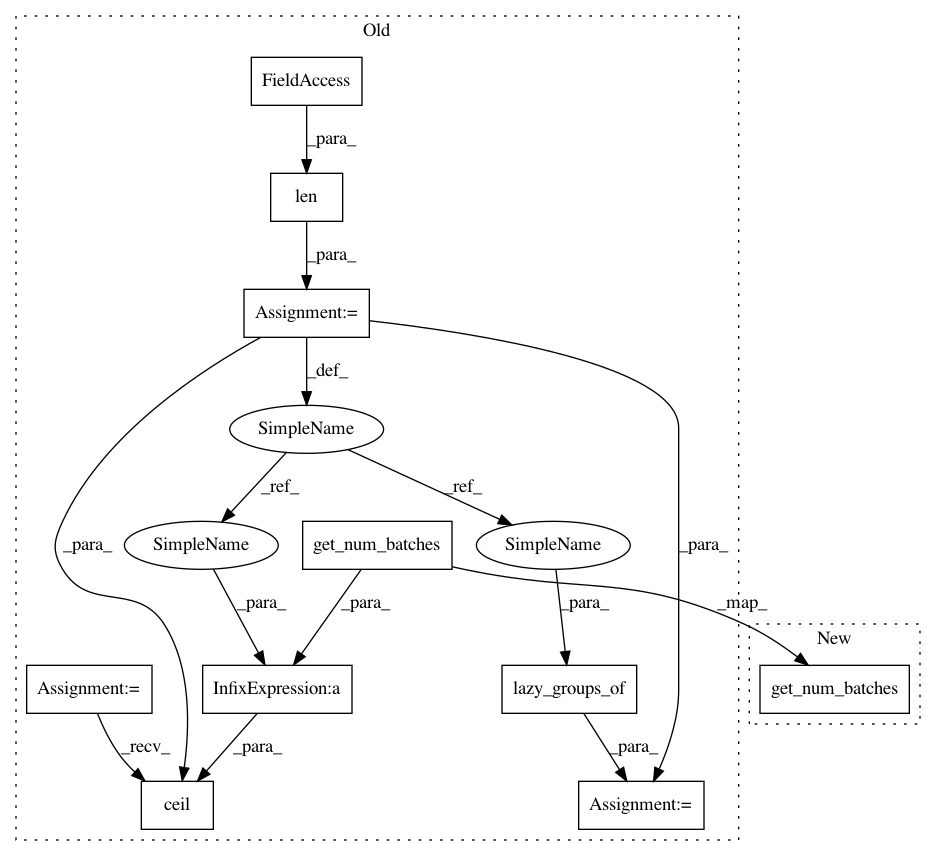 Old
FieldAccess
_para_
len
_para_
Assignment:=
_def_
SimpleName
_ref_
_ref_
_para_
SimpleName
get_num_batches
SimpleName
_para_
_para_
_para_
_para_
_map_
New
Assignment:=
InfixExpression:a
lazy_groups_of
get_num_batches
_recv_
_para_
_para_
ceil
Assignment:=